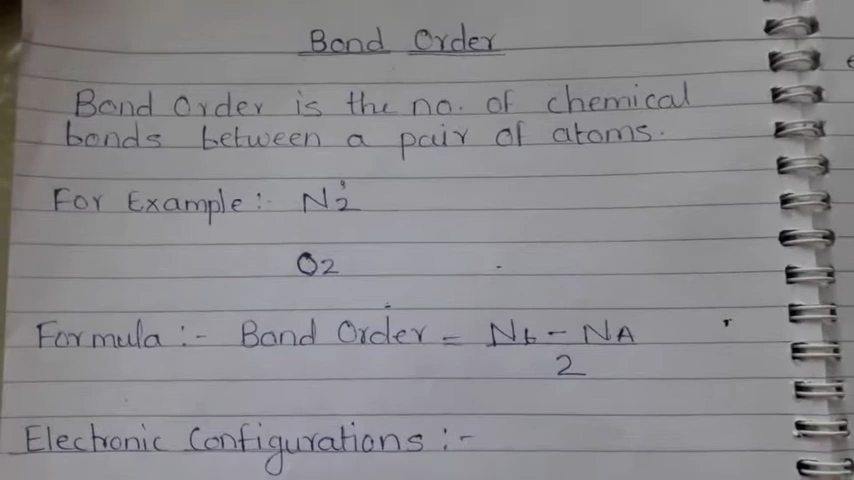 Bond Order
Bond Order is the no. of chemical
bonds between a pair of atoms.
For Example :- N2
O2
Formula :- Bond Order = Nb - NA
2
Electronic Configurations :-